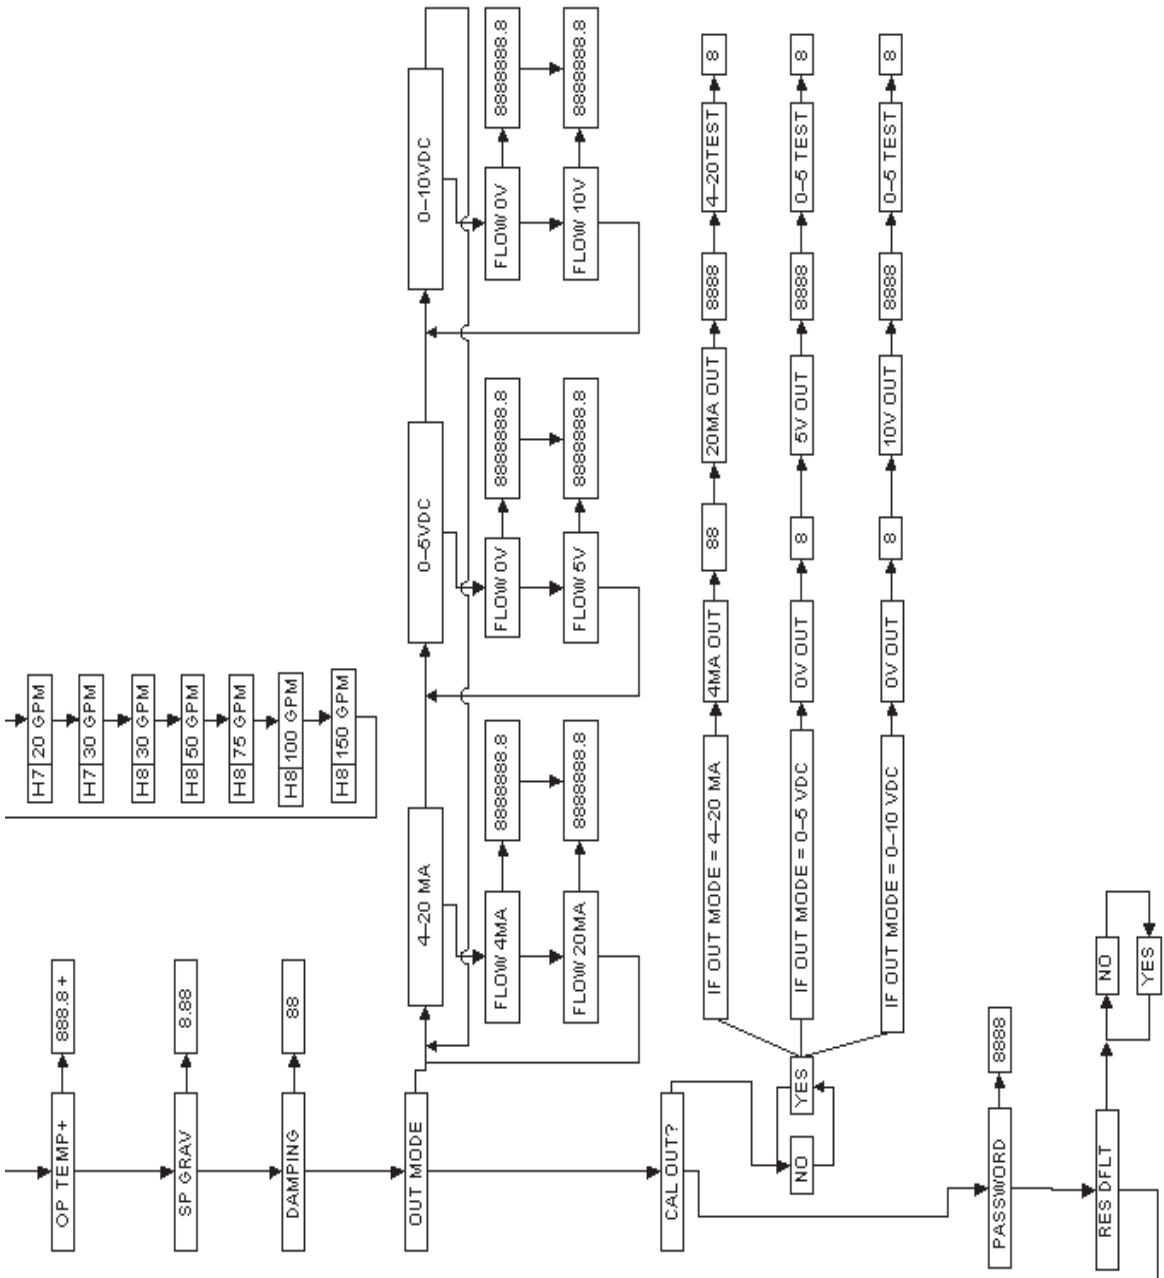 H7 20 GPM
OP TEMP+ 888.8 +
H7 30 GPM
H8 30 GPM
SP GRAV 8.88
H8 50 GPM
H8 75 GPM
DAMPING 88
H8 100 GPM
H8 150 GPM
OUT MODE 4–20 MA 0–5VDC 0–10VDC
FLOW 4MA 8888888.8 FLOW 0V 8888888.8 FLOW 0V 8888888.8
FLOW 20MA 8888888.8 FLOW 5V 8888888.8 FLOW 10V 8888888.8
CAL OUT?
IF OUT MODE = 4–20 MA 4MA OUT 88 20MA OUT 8888 4–20TEST 8
NO YES IF OUT MODE = 0–5 VDC 0V OUT 8 5V OUT 8888 0–5 TEST 8
IF OUT MODE = 0–10 VDC 0V OUT 8 10V OUT 8888 0–5 TEST 8
PASSWORD 8888
RES DFLT NO
YES